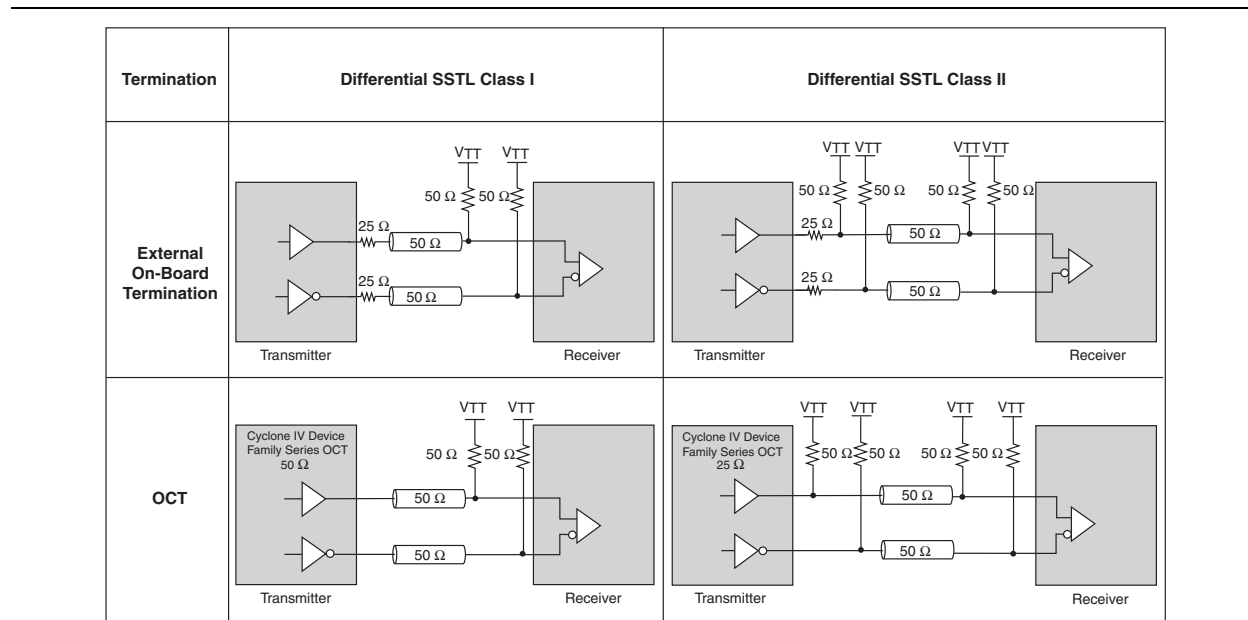 Termination
Differential SSTL Class I
Differential SSTL Class II
External
On-Board
Termination
VTT VTT
50 Ω 50 Ω
25 Ω
50 Ω
25 Ω
50 Ω
Transmitter
Receiver
VTT VTT VTT VTT
50 Ω 50 Ω 50 Ω 50 Ω
25 Ω
50 Ω
25 Ω
50 Ω
Transmitter
Receiver
OCT
VTT VTT
Cyclone IV Device
Family Series OCT
50 Ω
50 Ω 50 Ω
50 Ω
50 Ω
Transmitter
Receiver
VTT VTT VTT VTT
Cyclone IV Device
Family Series OCT
25 Ω
50 Ω 50 Ω 50 Ω 50 Ω
50 Ω
50 Ω
Transmitter
Receiver